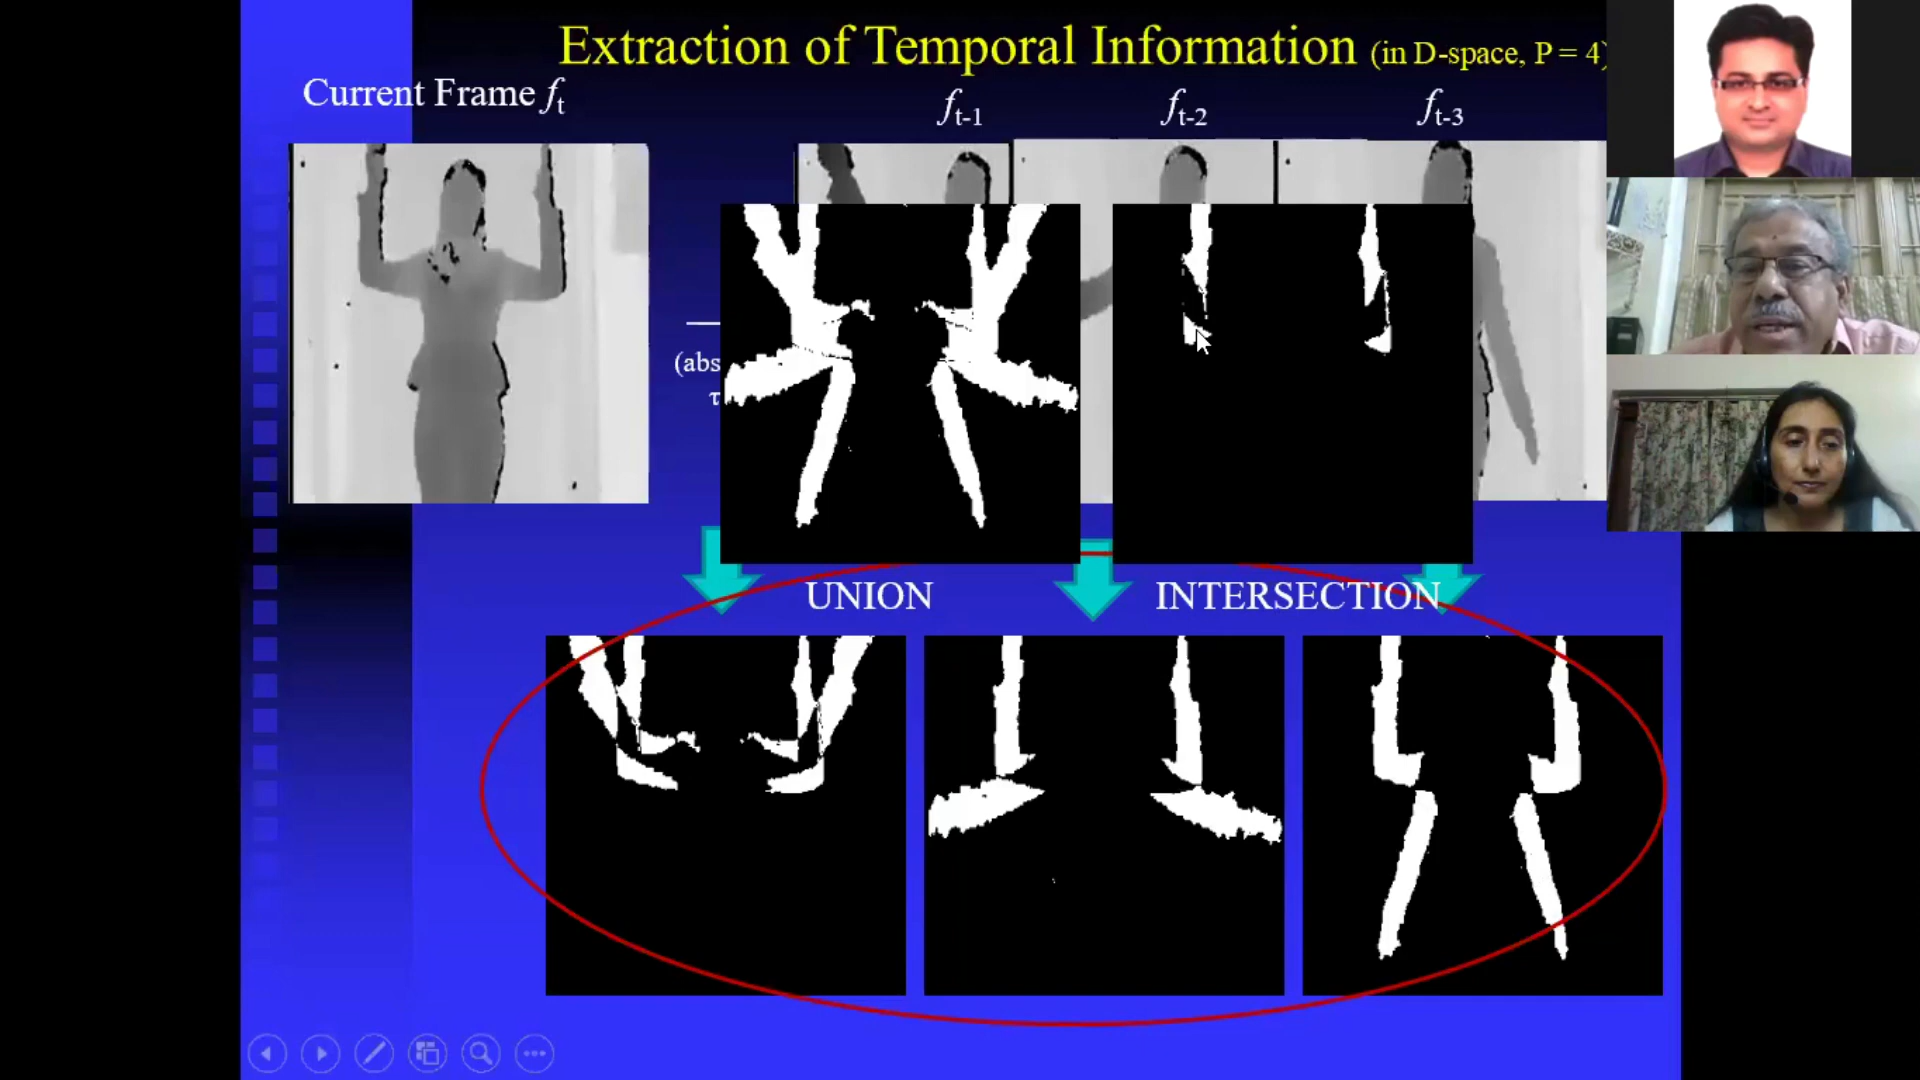 Extraction of Temporal Information (in D-space, P = 4)
Current Frame ft
ft-1
ft-2
ft-3
(abs
τ
UNION
INTERSECTION